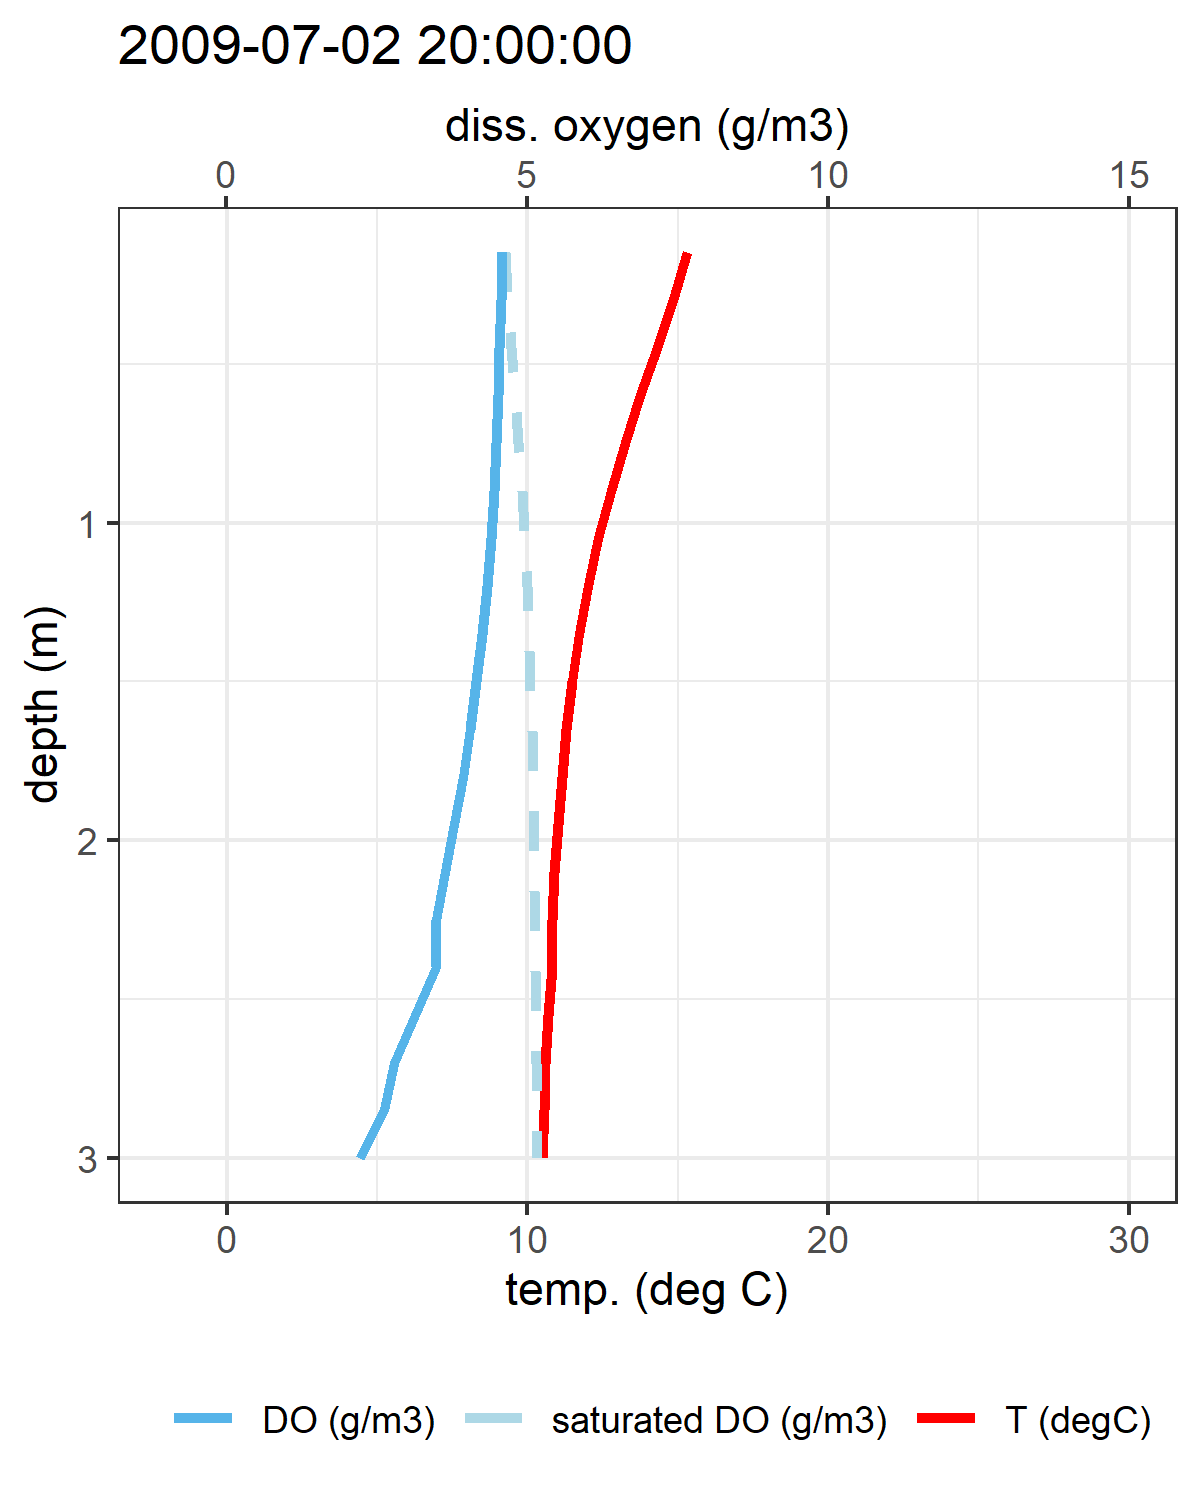 2009-07-02 20:00:00
diss. oxygen (g/m3)
0 5 10 15
depth (m)
1
2
3
0 10 20 30
temp. (deg C)
DO (g/m3) saturated DO (g/m3) T (degC)